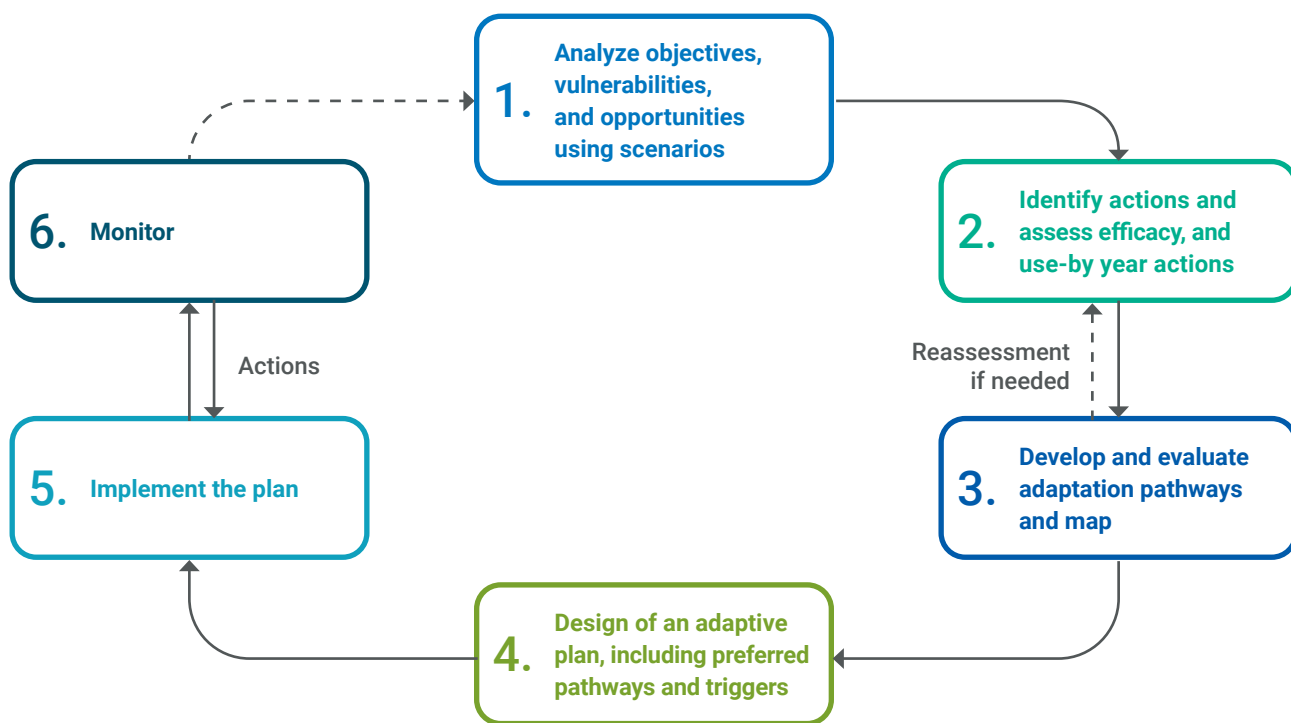 1.
Analyze objectives,
vulnerabilities,
and opportunities
using scenarios
2.
Identify actions and
assess efficacy, and
use-by year actions
Reassessment
if needed
3.
Develop and evaluate
adaptation pathways
and map
4.
Design of an adaptive
plan, including preferred
pathways and triggers
5.
Implement the plan
Actions
6.
Monitor